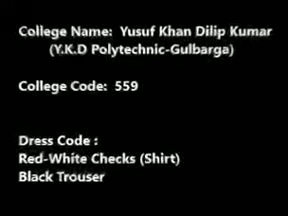 College Name:  Yusuf Khan Dilip Kumar
(Y.K.D Polytechnic-Gulbarga)
College Code:  559
Dress Code :
Red-White Checks (Shirt)
Black Trouser